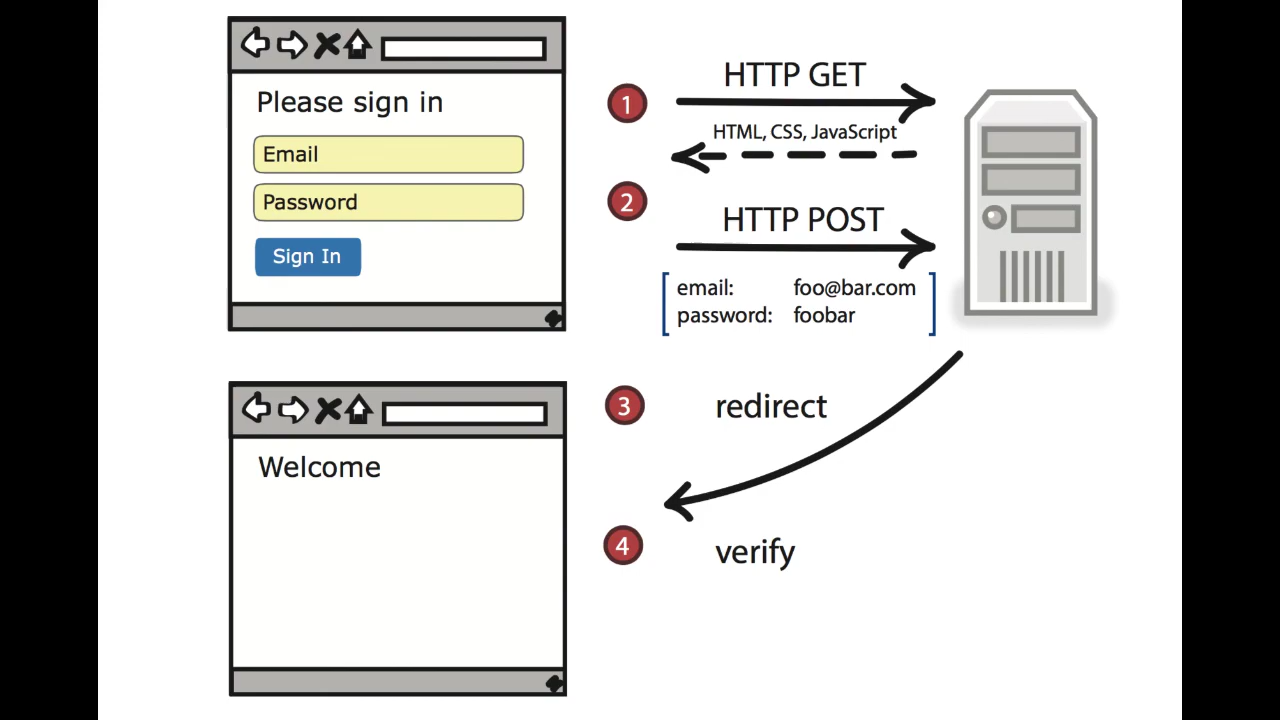 Please sign in
Email
Password
Sign In
1
HTTP GET
HTML, CSS, JavaScript
2
HTTP POST
email: foo@bar.com
password: foobar
Welcome
3 redirect
4 verify